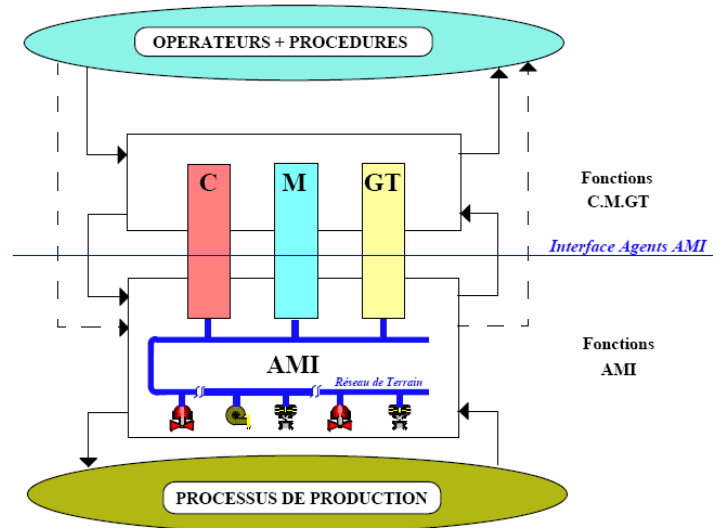 OPERATEURS + PROCEDURES
C
M
GT
Fonctions
C.M.GT
Interface Agents AMI
AMI
Réseau de Terrain
Fonctions
AMI
PROCESSUS DE PRODUCTION